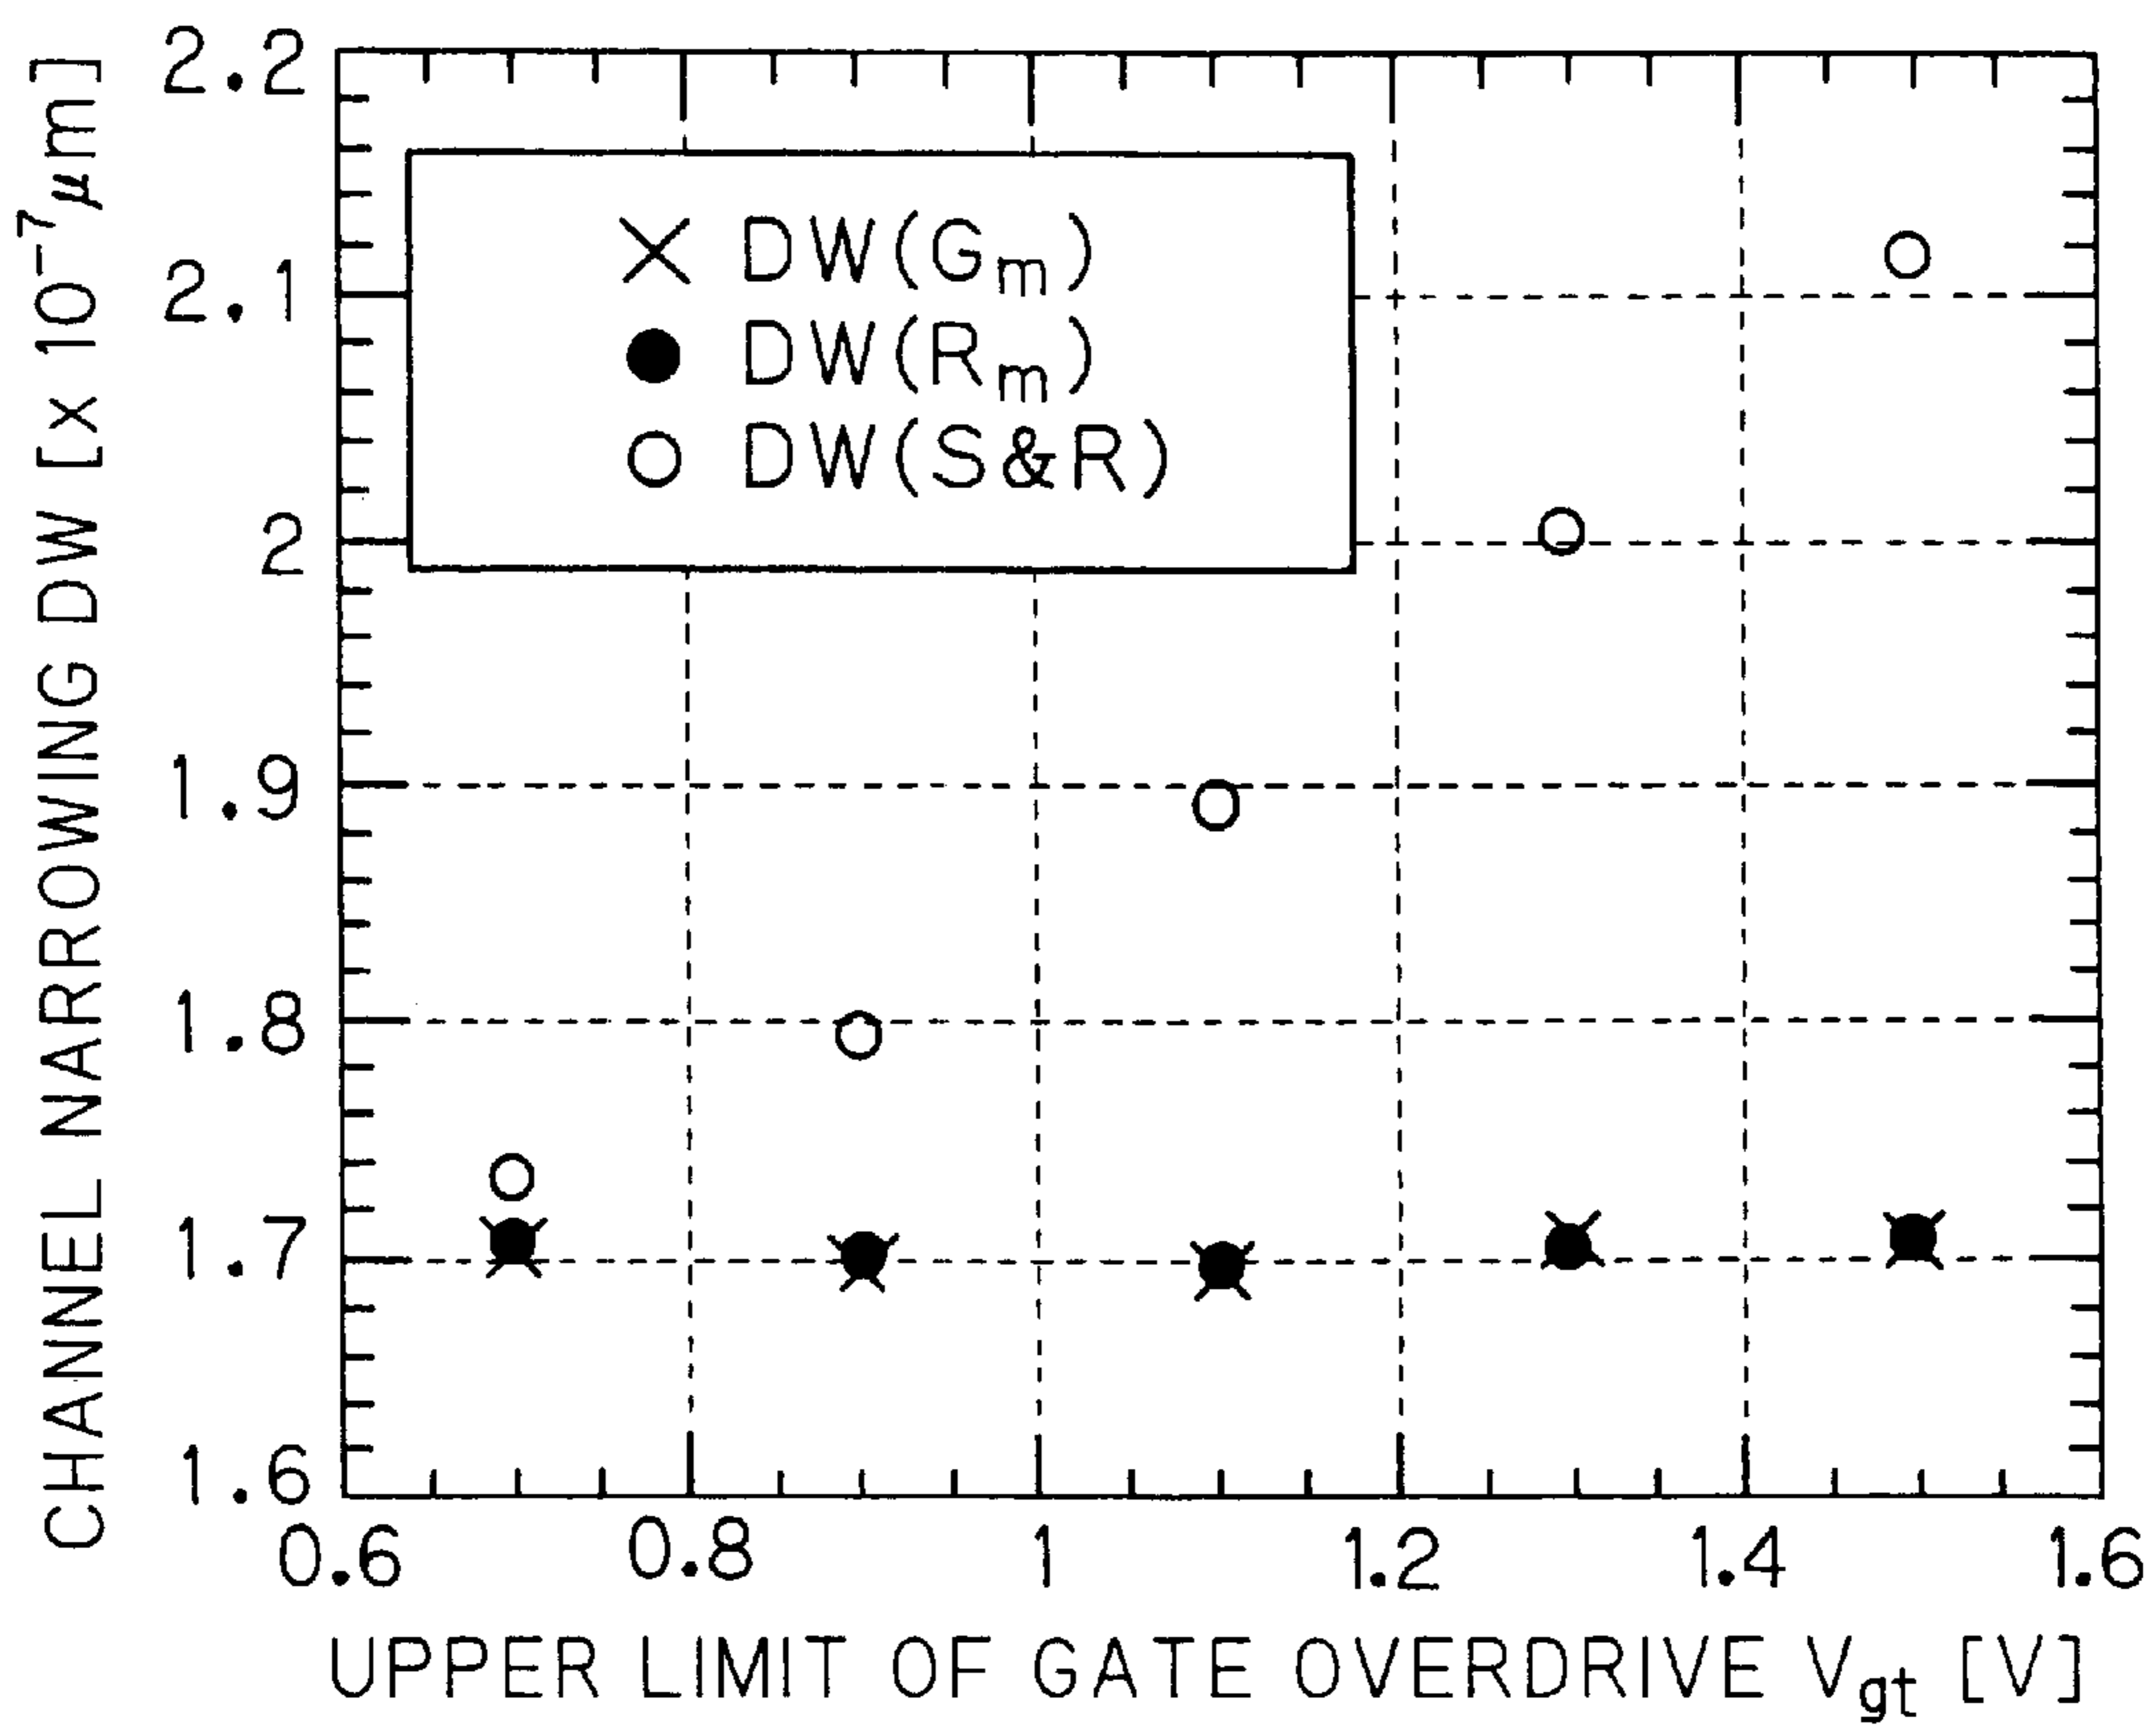 CHANNEL NARROWING DW [x 10⁻⁷μm]
2.2
2.1
2
1.9
1.8
1.7
1.6
× DW(Gm)
● DW(Rm)
○ DW(S&R)
0.6 0.8 1 1.2 1.4 1.6
UPPER LIMIT OF GATE OVERDRIVE Vgt [V]